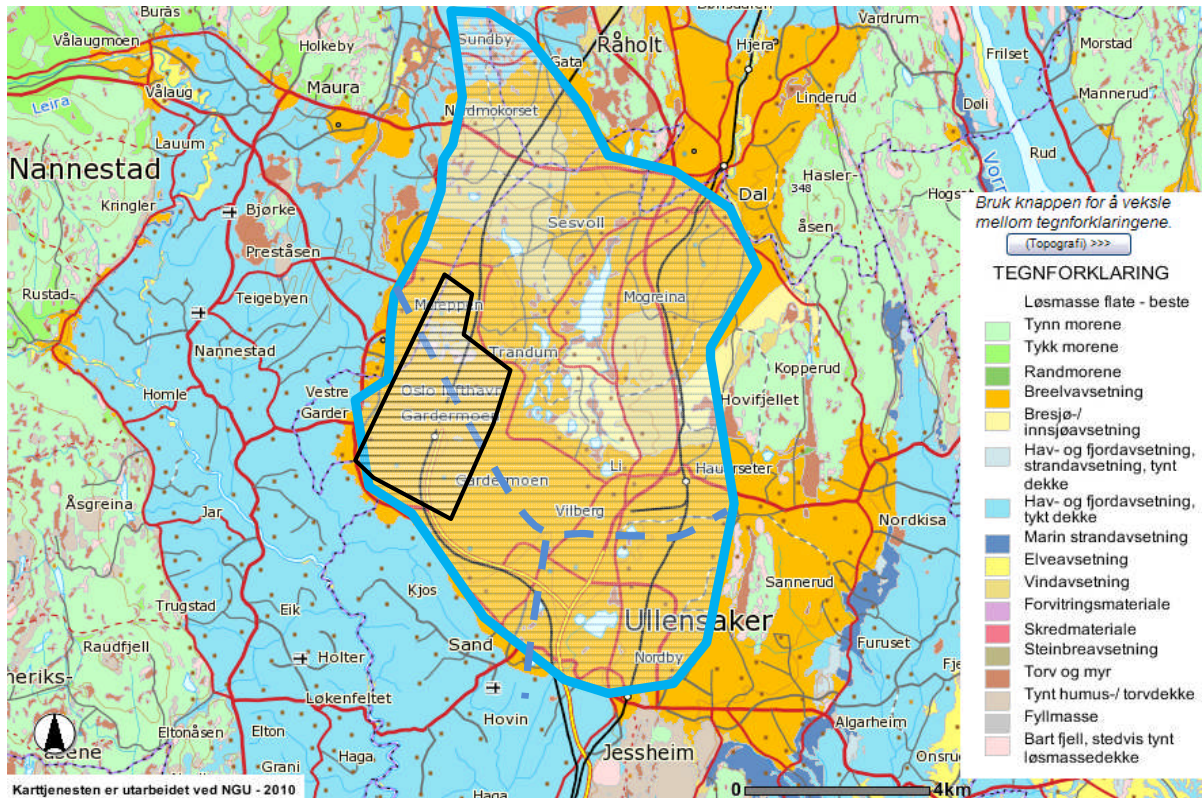 Burås
Vålaugmoen
Holkeby
Sundby
Råholt
Bønsdalen
Vardrum
Hjera
Gata
Frilset
Morstad
Vålaug
Maura
Leira
Nordmokorset
Linderud
Døli
Mannerud
Lauum
Rud
Nannestad
Dal
Hasler-
348
åsen
Kringler
Bjørke
Sesvoll
Preståsen
Bruk knappen for å veksle
mellom tegnforklaringene.
(Topografi) >>>
TEGNFORKLARING
Løsmasse flate - beste
Tynn morene
Tykk morene
Randmorene
Breelvavsetning
Bresjø-/
innsjøavsetning
Hav- og fjordavsetning,
strandavsetning, tynt
dekke
Hav- og fjordavsetning,
tykt dekke
Marin strandavsetning
Elveavsetning
Vindavsetning
Forvitringsmateriale
Skredmateriale
Steinbreavsetning
Torv og myr
Tynt humus-/ torvdekke
Fyllmasse
Bart fjell, stedvis tynt
løsmassedekke
Rustad-
Teigebyen
Mogreina
Nannestad
Trandum
Kopperud
Homle
Vestre
Garder
Oslo lufthavn
Gardermoen
Hovifjellet
Li
Hauerseter
Åsgreina
Gardermoen
Jar
Vilberg
Nordkisa
Kjos
Sannerud
Trugstad
Eik
Ullensaker
Raudfjell
Sand
Furuset
Holter
Nordby
Løkenfeltet
Hovin
Algarheim
Eltonåsen
Elton
Jessheim
Haga
Grani
Haga
0 4km
Karttjenesten er utarbeidet ved NGU - 2010